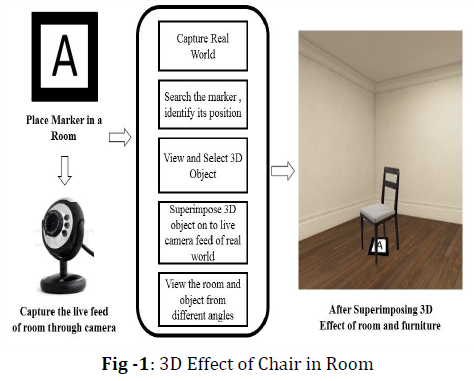 A
Place Marker in a
Room
Capture the live feed
of room through camera
Capture Real
World
Search the marker ,
identify its position
View and Select 3D
Object
Superimpose 3D
object on to live
camera feed of real
world
View the room and
object from
different angles
A
After Superimposing 3D
Effect of room and furniture
Fig -1: 3D Effect of Chair in Room